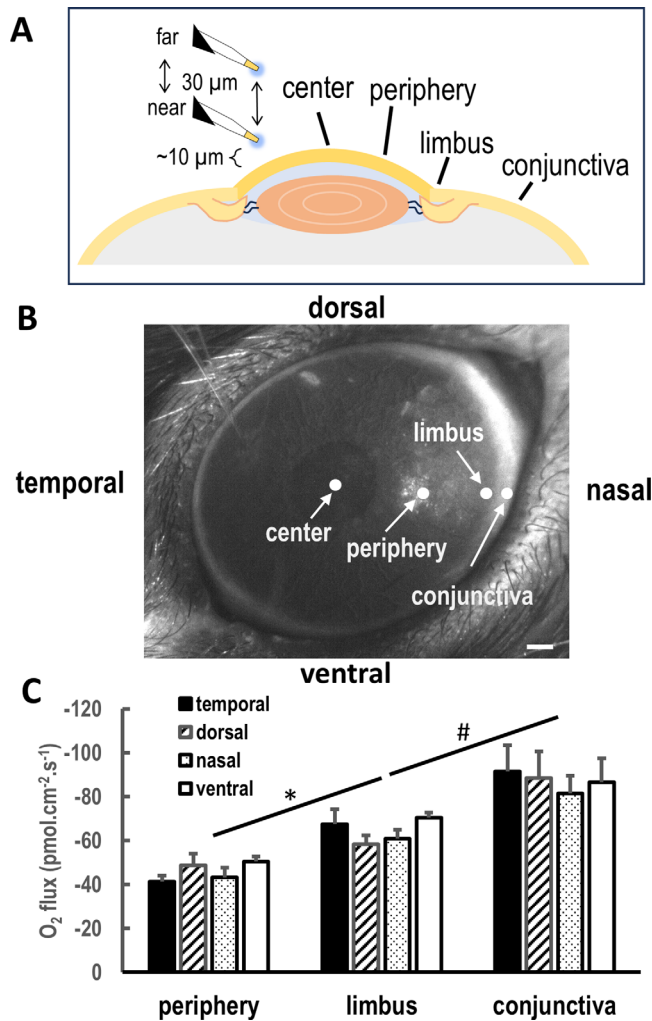 A
far
30 µm
near
~10 µm
center
periphery
limbus
conjunctiva
B
dorsal
temporal
nasal
limbus
center
periphery
conjunctiva
ventral
C
O2 flux (pmol.cm-2.s-1)
-120
-100
-80
-60
-40
-20
0
temporal
dorsal
nasal
ventral
*
#
periphery limbus conjunctiva